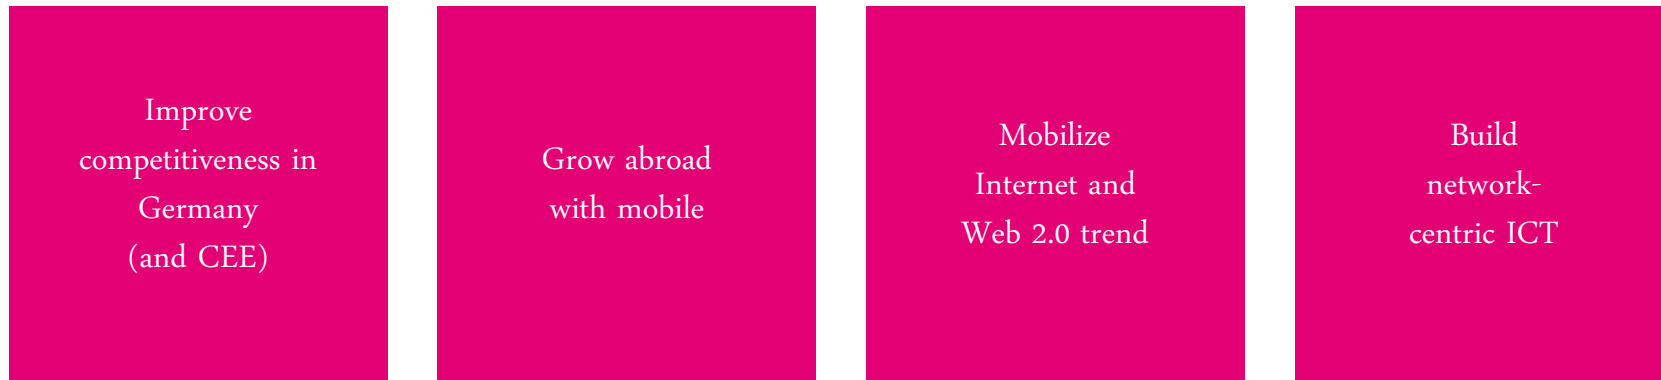 Improve
competitiveness in
Germany
(and CEE)
Grow abroad
with mobile
Mobilize
Internet and
Web 2.0 trend
Build
network-
centric ICT